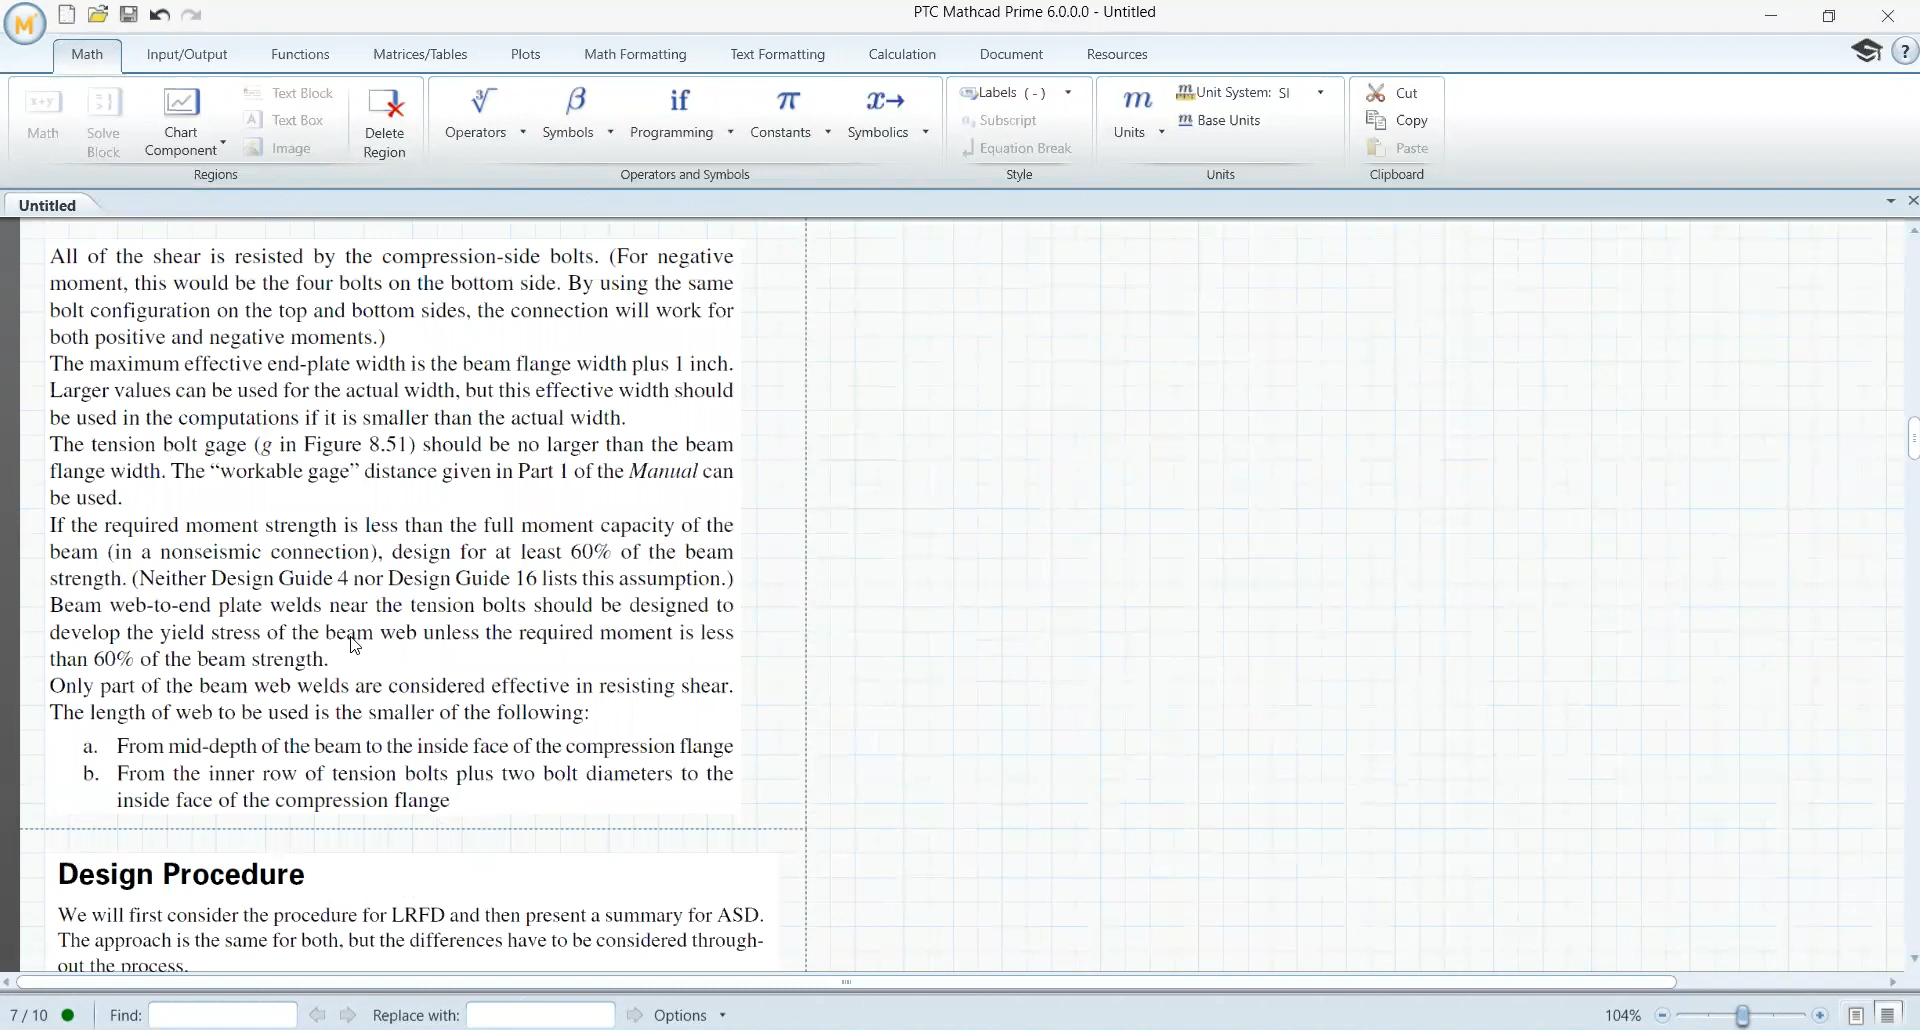 PTC Mathcad Prime 6.0.0.0 - Untitled
Math Input/Output Functions Matrices/Tables Plots Math Formatting Text Formatting Calculation Document Resources
Math
Solve
Block
Chart
Component
Text Block
Text Box
Image
Delete
Region
Regions
Operators
Symbols
if
Programming
Constants
Symbolics
Operators and Symbols
Labels ( - )
Subscript
Equation Break
Style
Units
Unit System: SI
Base Units
Units
Cut
Copy
Paste
Clipboard
Untitled
All of the shear is resisted by the compression-side bolts. (For negative
moment, this would be the four bolts on the bottom side. By using the same
bolt configuration on the top and bottom sides, the connection will work for
both positive and negative moments.)
The maximum effective end-plate width is the beam flange width plus 1 inch.
Larger values can be used for the actual width, but this effective width should
be used in the computations if it is smaller than the actual width.
The tension bolt gage (g in Figure 8.51) should be no larger than the beam
flange width. The “workable gage” distance given in Part 1 of the Manual can
be used.
If the required moment strength is less than the full moment capacity of the
beam (in a nonseismic connection), design for at least 60% of the beam
strength. (Neither Design Guide 4 nor Design Guide 16 lists this assumption.)
Beam web-to-end plate welds near the tension bolts should be designed to
develop the yield stress of the beam web unless the required moment is less
than 60% of the beam strength.
Only part of the beam web welds are considered effective in resisting shear.
The length of web to be used is the smaller of the following:
a. From mid-depth of the beam to the inside face of the compression flange
b. From the inner row of tension bolts plus two bolt diameters to the
inside face of the compression flange
Design Procedure
We will first consider the procedure for LRFD and then present a summary for ASD.
The approach is the same for both, but the differences have to be considered through-
out the process.
7 / 10 Find: Replace with: Options 104%